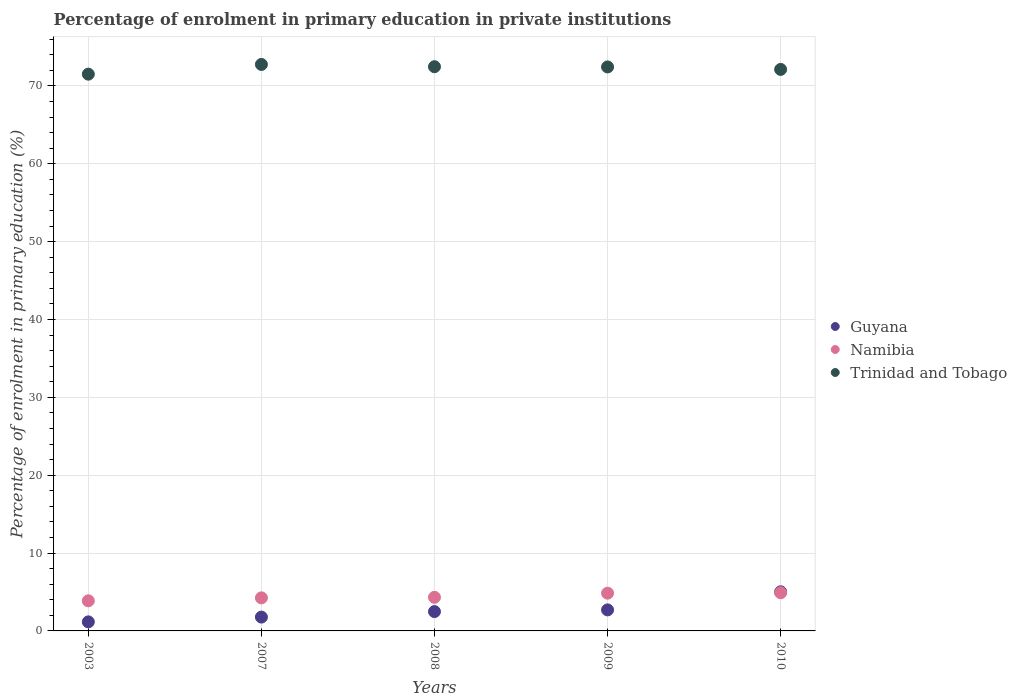 Percentage of enrolment in primary education in private institutions
Percentage of enrolment in primary education (%)
70
60
50
40
30
20
10
0
2003
2007
2008
2009
2010
Years
Guyana
Namibia
Trinidad and Tobago